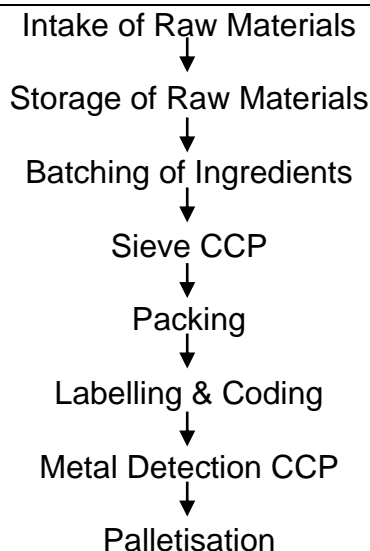 Intake of Raw Materials
Storage of Raw Materials
Batching of Ingredients
Sieve CCP
Packing
Labelling & Coding
Metal Detection CCP
Palletisation